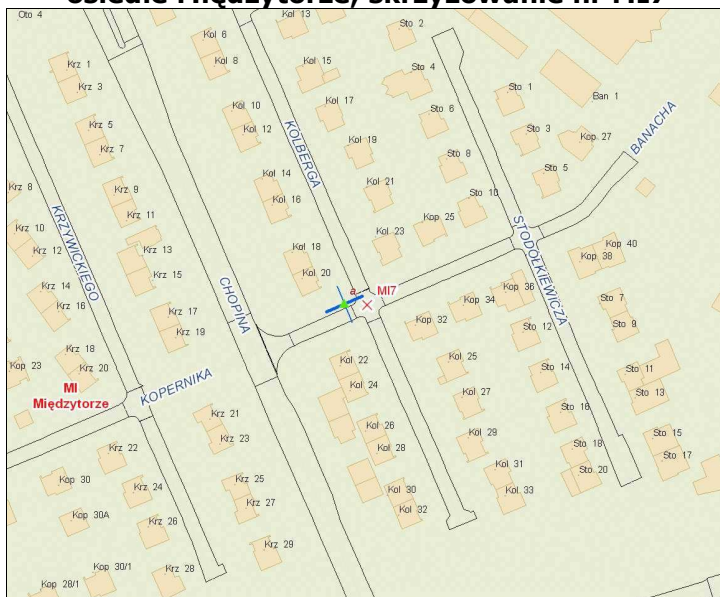 osiedle Międzytorze, skrzyżowanie nr MI7
Oto 4
Kol 13
Sto 2
Kol 6
Krz 1
Kol 8
Kol 15
Sto 4
Krz 3
Sto 1
Ban 1
Kol 10
Kol 17
Sto 6
BANACHA
Krz 5
Kol 12
KOLBERGA
Kol 19
Sto 3
Kop 27
Krz 7
Sto 8
Sto 5
Kol 14
Krz 8
Krz 9
Kol 21
Sto 10
Kol 16
Krz 11
Kop 25
Krz 10
KRZYWICKIEGO
Kol 23
STODÓŁKIEWICZA
Krz 12
Krz 13
Kol 18
Kop 40
Kop 38
Krz 15
Kol 20
CHOPINA
Krz 14
a
MI7
Kop 36
Krz 16
Kop 34
Sto 7
Krz 17
Kop 32
Sto 9
Krz 19
Sto 12
Krz 18
Kol 22
Kol 25
Kop 23
Krz 20
Sto 14
Sto 11
MI
Międzytorze
KOPERNIKA
Kol 24
Kol 27
Sto 13
Krz 21
Sto 16
Kol 26
Krz 23
Kol 29
Sto 15
Krz 22
Kol 28
Sto 18
Sto 17
Kop 30
Krz 25
Kol 31
Sto 20
Krz 24
Kol 30
Kol 33
Krz 27
Kop 30A
Krz 26
Kol 32
Krz 29
Kop 30/1
Krz 28
Kop 28/1